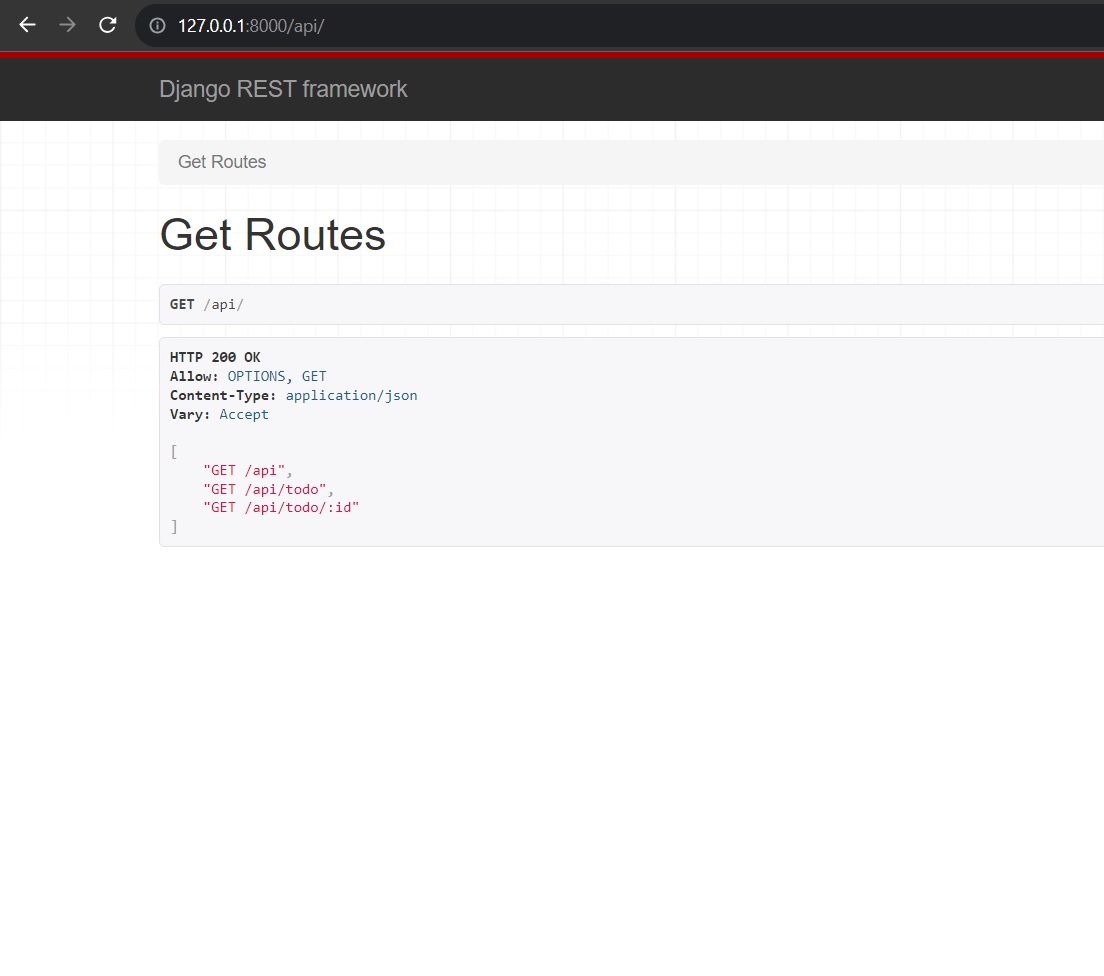 127.0.0.1:8000/api/
Django REST framework
Get Routes
Get Routes
GET /api/
HTTP 200 OK
Allow: OPTIONS, GET
Content-Type: application/json
Vary: Accept
[
    "GET /api",
    "GET /api/todo",
    "GET /api/todo/:id"
]